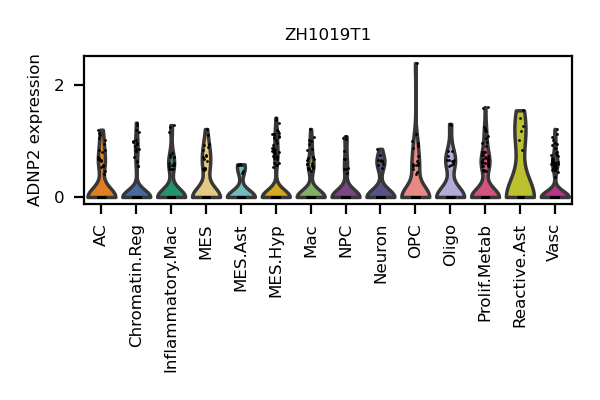 ZH1019T1
ADNP2 expression
2
0
AC
Chromatin.Reg
Inflammatory.Mac
MES
MES.Ast
MES.Hyp
Mac
NPC
Neuron
OPC
Oligo
Prolif.Metab
Reactive.Ast
Vasc